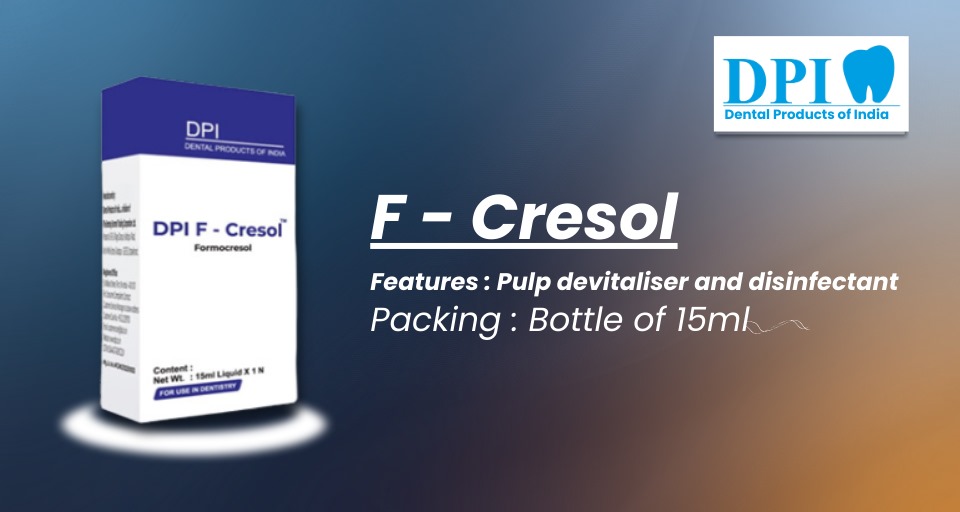 DPI
Dental Products of India
DPI
DENTAL PRODUCTS OF INDIA
DPI F - Cresol™
Formocresol
Content :
Net Wt. : 15ml Liquid X 1 N
FOR USE IN DENTISTRY
F - Cresol
Features : Pulp devitaliser and disinfectant
Packing : Bottle of 15ml